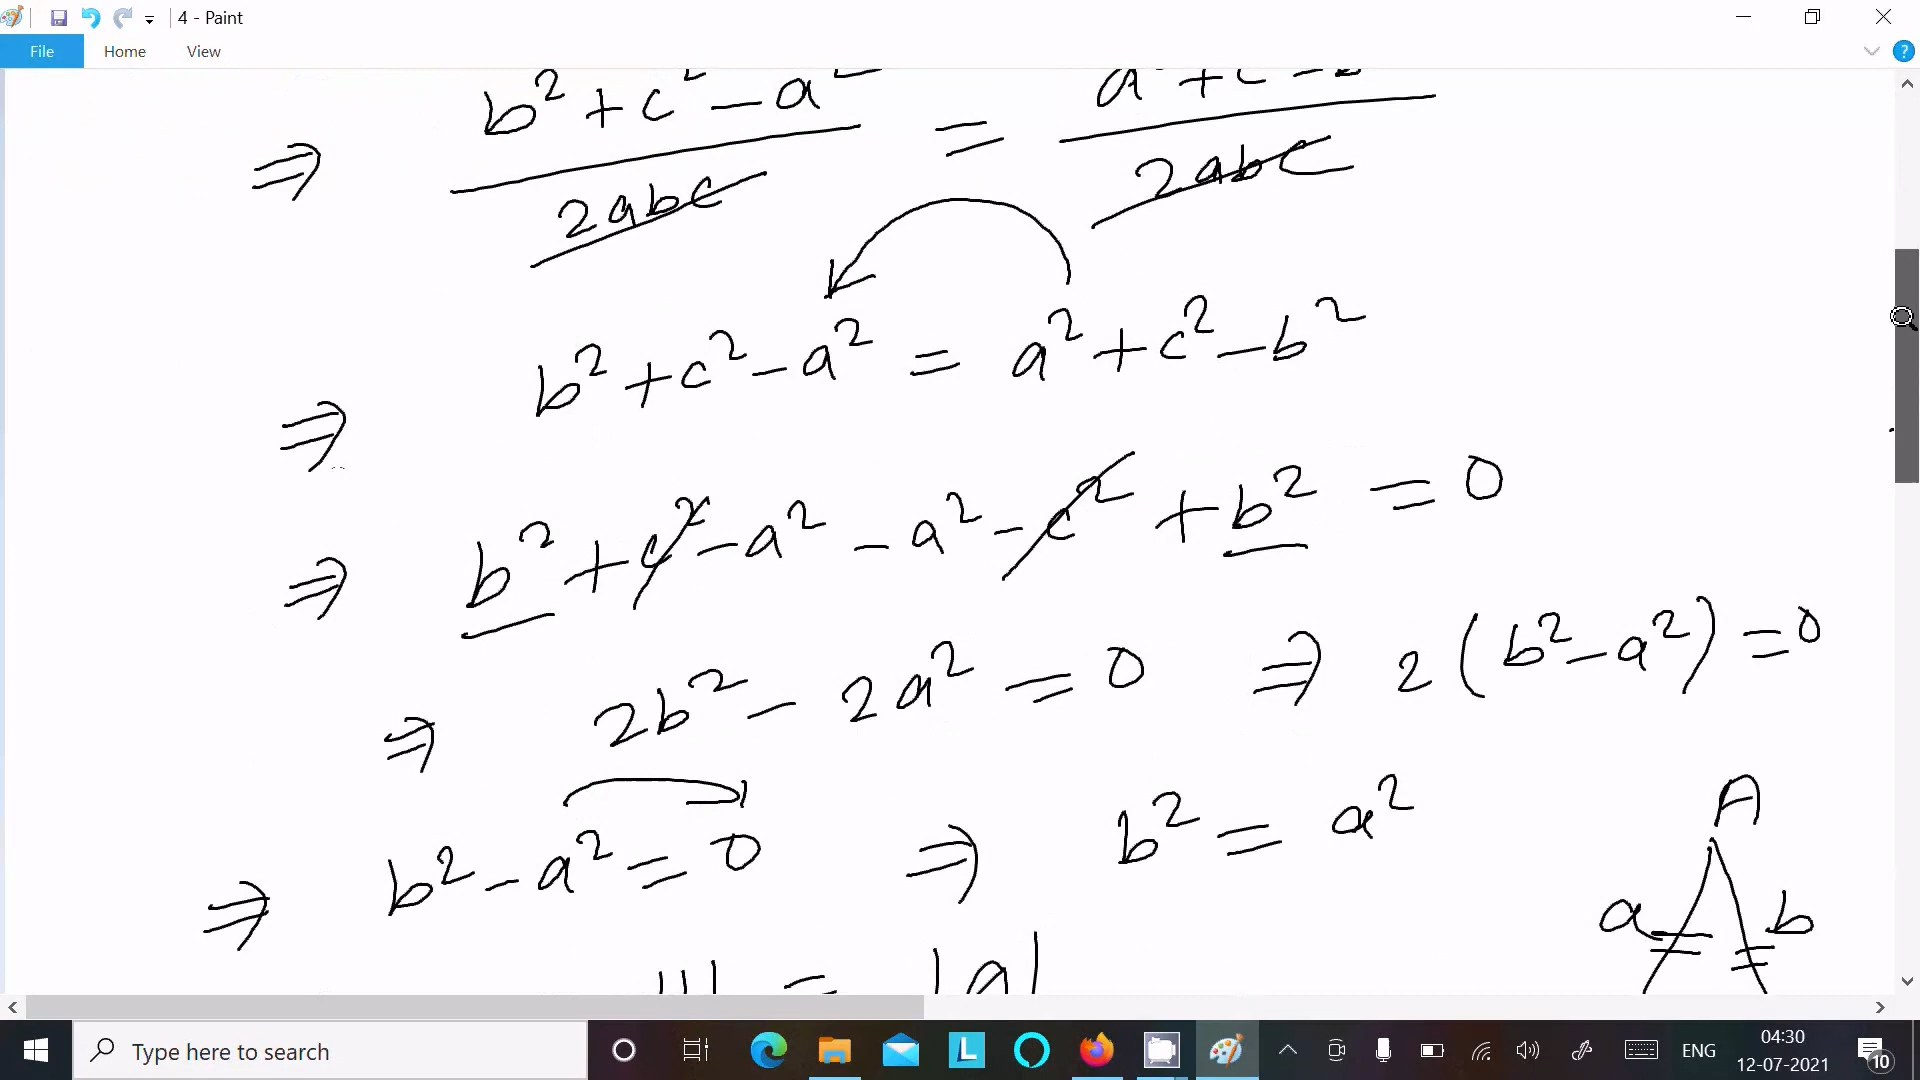 4 - Paint
File Home View
b² + c² - a² = a² + c² -
⇒
2abc 2abc
⇒ b² + c² - a² = a² + c² - b²
⇒ b² + c² - a² - a² - c² + b² = 0
⇒ 2b² - 2a² = 0 ⇒ 2(b² - a²) = 0
⇒ b² - a² = 0 ⇒ b² = a²
A
a b
= |a|
Type here to search
L
ENG
04:30
12-07-2021
10